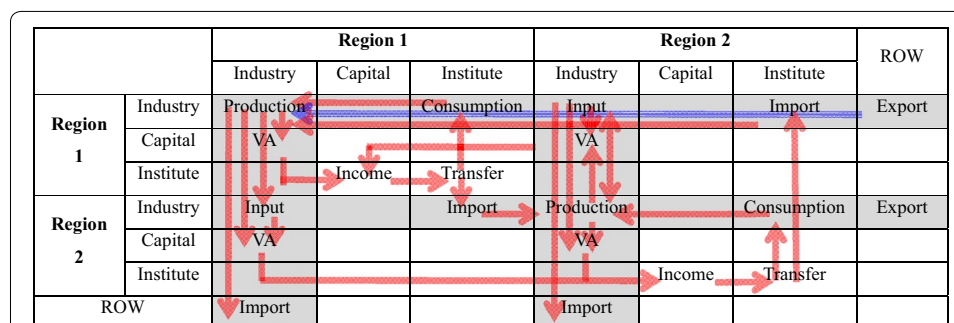 Region 1 Region 2 ROW
Industry Capital Institute Industry Capital Institute
Region 1 Industry Production Consumption Input Import Export
Capital VA VA
Institute Income Transfer
Region 2 Industry Input Import Production Consumption Export
Capital VA VA
Institute Income Transfer
ROW Import Import